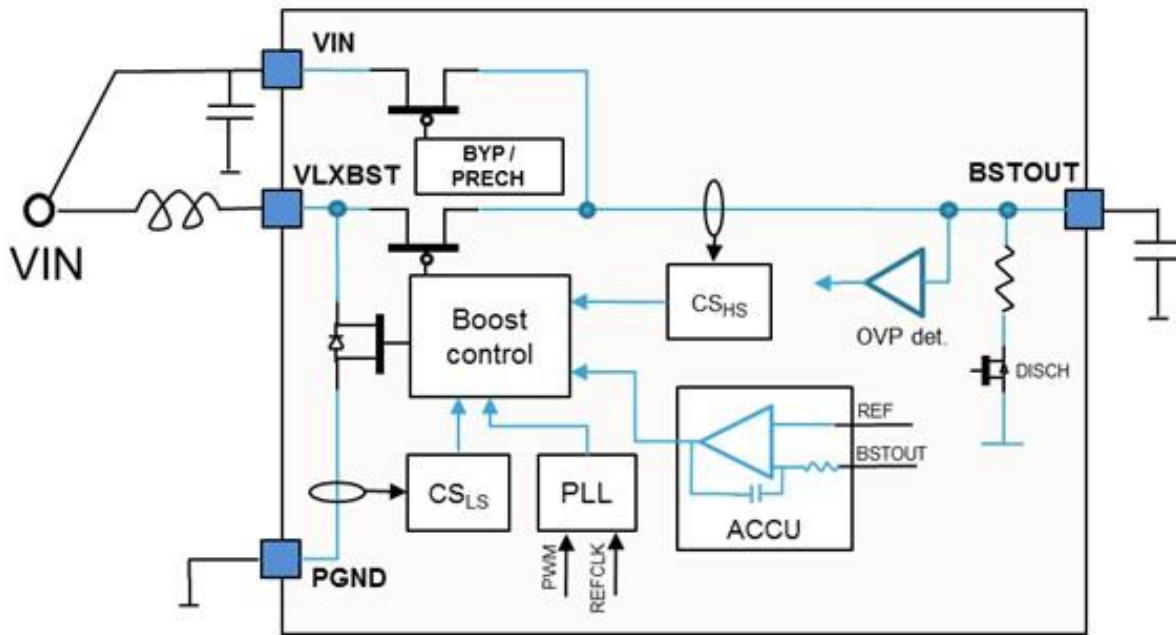 VIN
BYP /
PRECH
VLXBST
BSTOUT
VIN
Boost
control
CSHS
OVP det.
DISCH
REF
BSTOUT
CSLS
PLL
ACCU
PWM
REFCLK
PGND